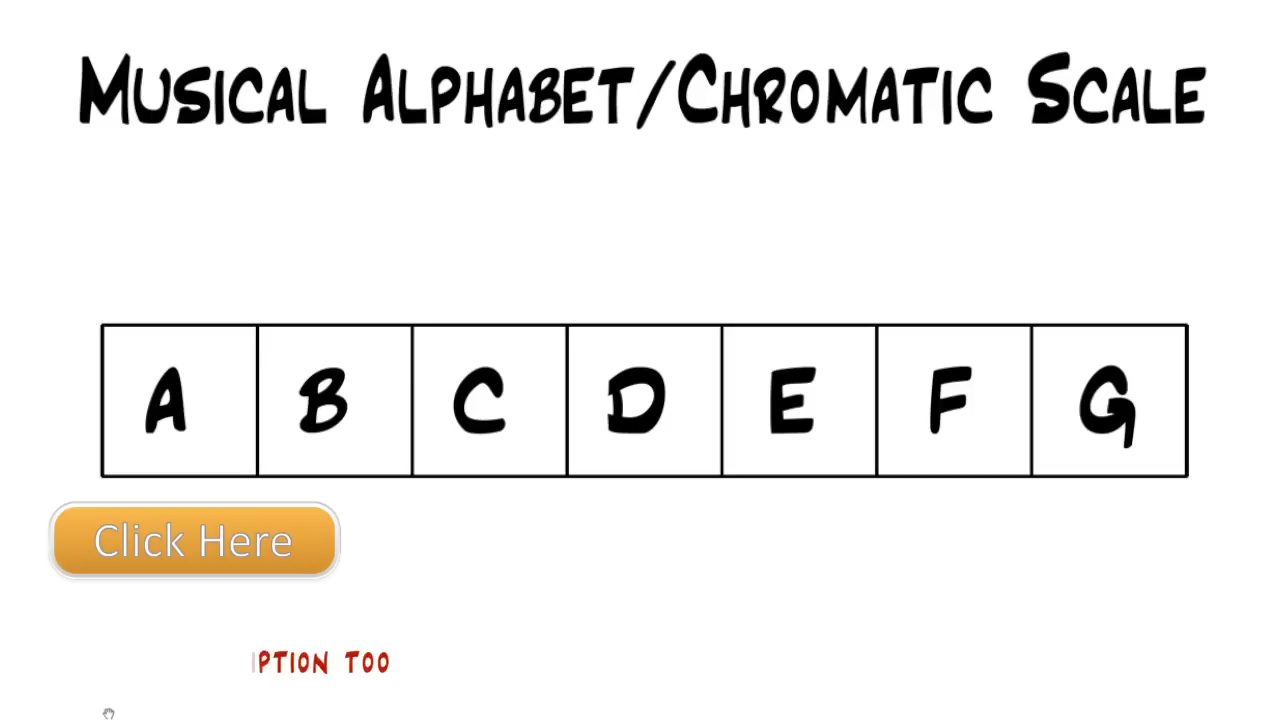 MUSICAL ALPHABET/CHROMATIC SCALE
A B C D E F G
Click Here
PTION TOO